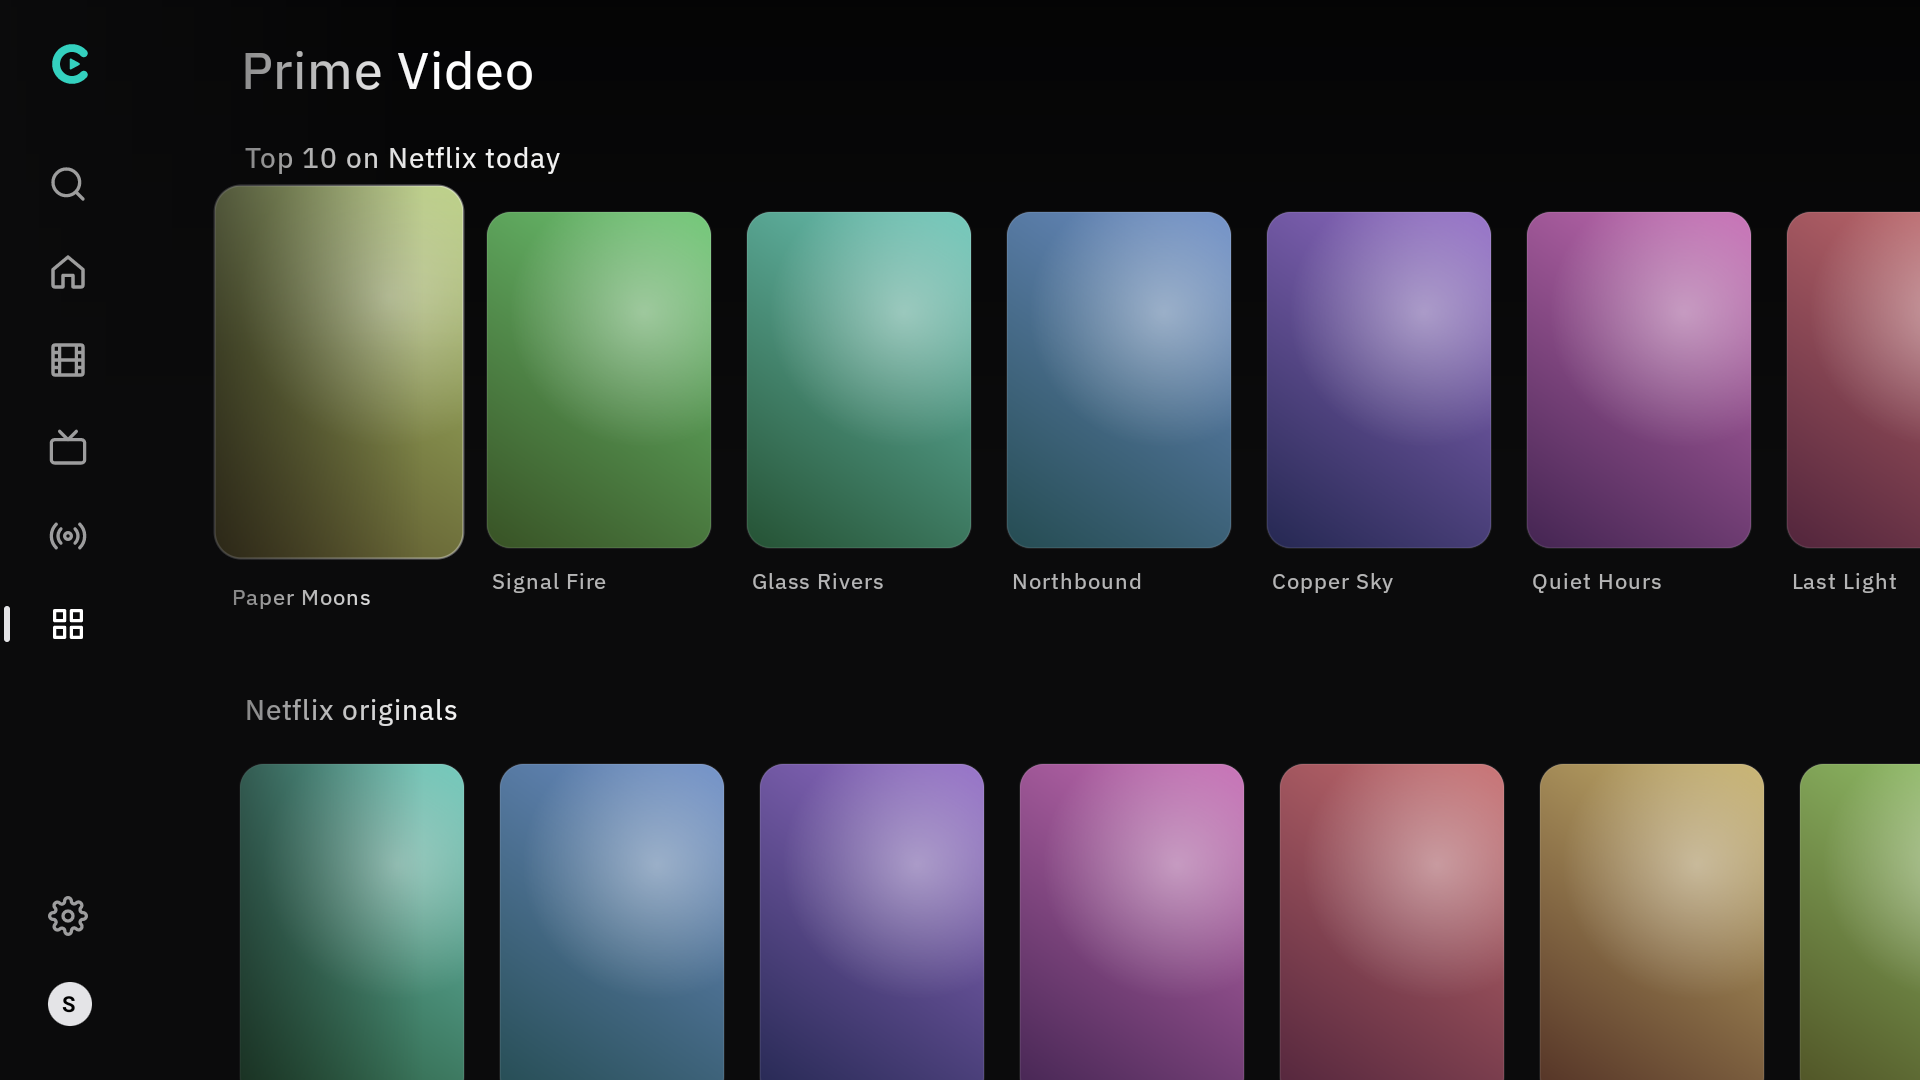 Prime Video
Top 10 on Netflix today
Paper Moons
Signal Fire
Glass Rivers
Northbound
Copper Sky
Quiet Hours
Last Light
Netflix originals
S